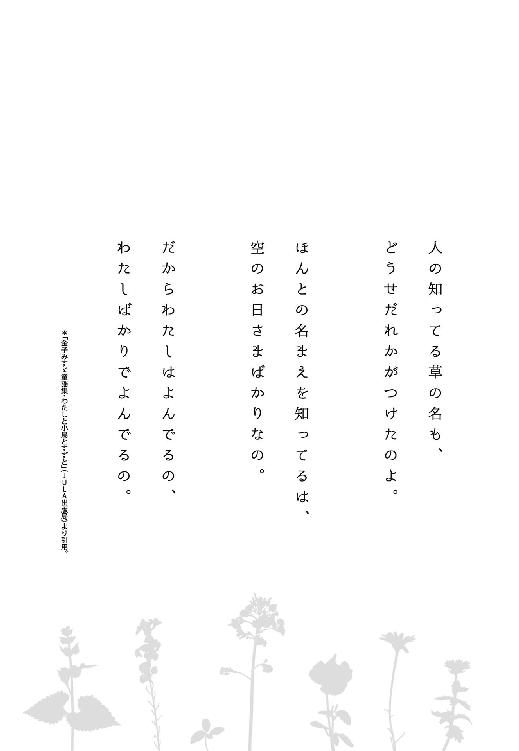 人の知ってる草の名も、
どうせだれかがつけたのよ。
ほんとの名まえを知ってるは、
空のお日さまばかりなの。
だからわたしはよんでるの、
わたしばかりでよんでるの。
*『金子みすゞ童謡集・わたしと小鳥とすずと』(JULA出版局)より引用。